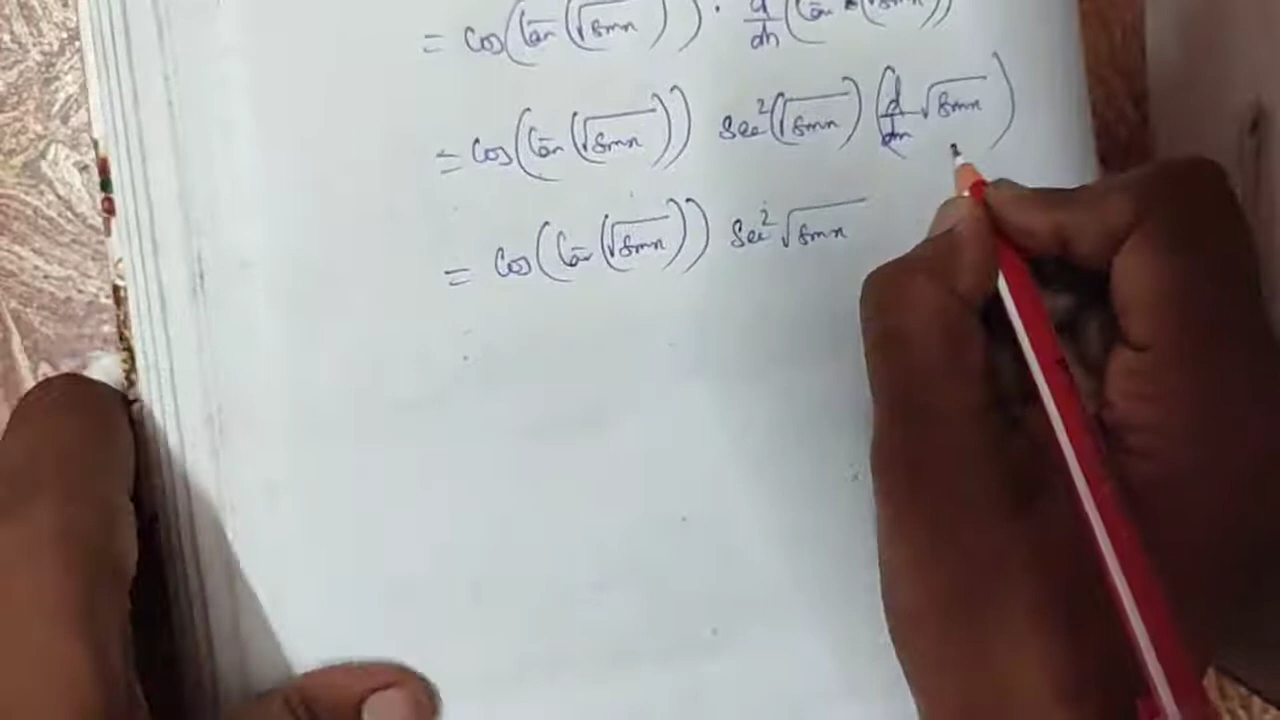 = cos(tan(√sinx)) · d/dx(tan(√sinx))
= cos(tan(√sinx)) sec²(√sinx) (d/dx √sinx)
= cos(tan(√sinx)) sec²√sinx